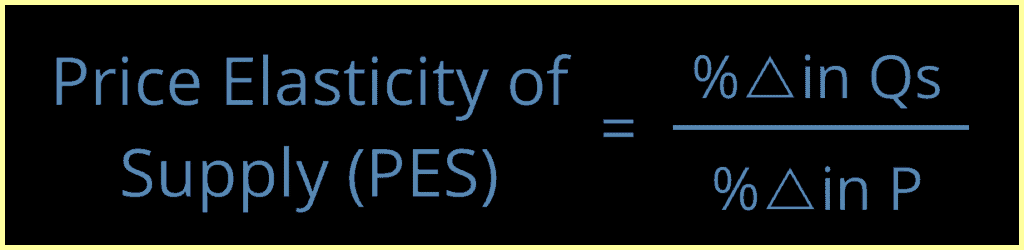 Price Elasticity of
Supply (PES)
=
%△in Qs
%△in P